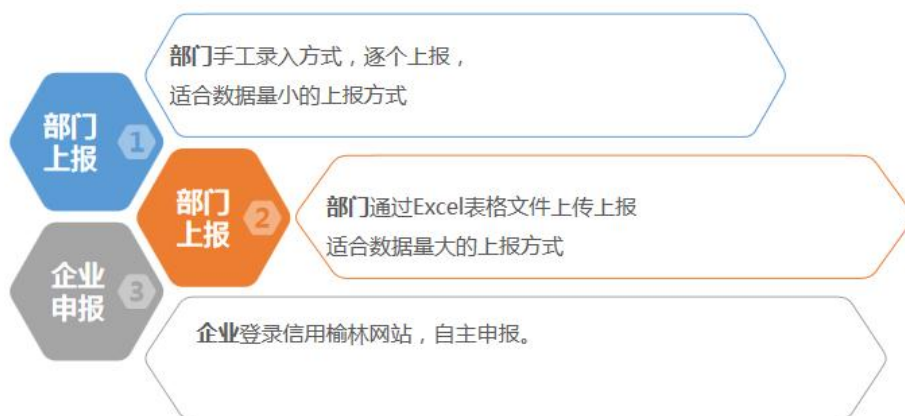 部门手工录入方式，逐个上报，
适合数据量小的上报方式
部门
上报
1
部门
上报
2
部门通过Excel表格文件上传上报
适合数据量大的上报方式
企业
申报
3
企业登录信用榆林网站，自主申报。